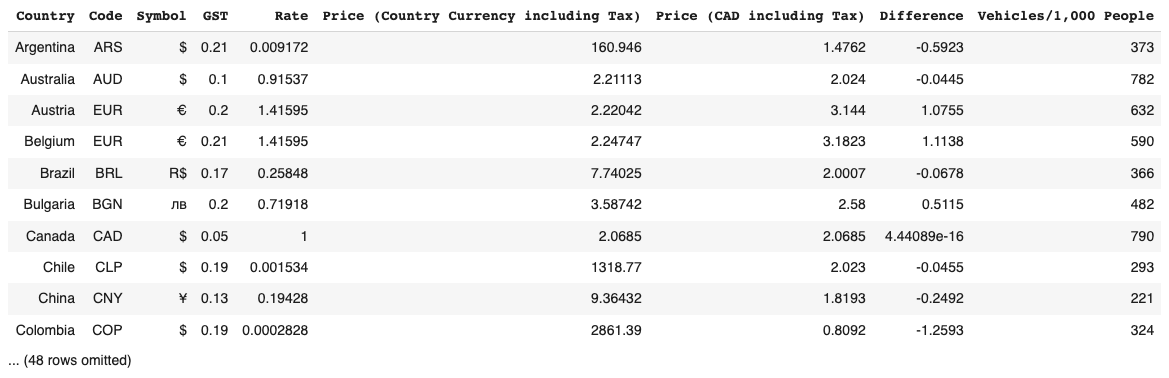 Country Code Symbol GST Rate Price (Country Currency including Tax) Price (CAD including Tax) Difference Vehicles/1,000 People
Argentina ARS $ 0.21 0.009172 160.946 1.4762 -0.5923 373
Australia AUD $ 0.1 0.91537 2.21113 2.024 -0.0445 782
Austria EUR € 0.2 1.41595 2.22042 3.144 1.0755 632
Belgium EUR € 0.21 1.41595 2.24747 3.1823 1.1138 590
Brazil BRL R$ 0.17 0.25848 7.74025 2.0007 -0.0678 366
Bulgaria BGN лв 0.2 0.71918 3.58742 2.58 0.5115 482
Canada CAD $ 0.05 1 2.0685 2.0685 4.44089e-16 790
Chile CLP $ 0.19 0.001534 1318.77 2.023 -0.0455 293
China CNY ¥ 0.13 0.19428 9.36432 1.8193 -0.2492 221
Colombia COP $ 0.19 0.0002828 2861.39 0.8092 -1.2593 324
... (48 rows omitted)